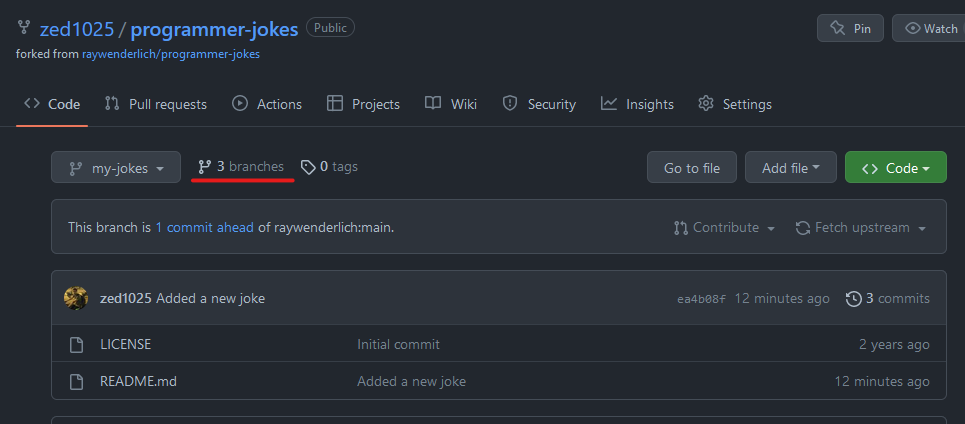 zed1025 / programmer-jokes Public Pin Watch
forked from raywenderlich/programmer-jokes
Code Pull requests Actions Projects Wiki Security Insights Settings
my-jokes 3 branches 0 tags Go to file Add file Code
This branch is 1 commit ahead of raywenderlich:main. Contribute Fetch upstream
zed1025 Added a new joke ea4b08f 12 minutes ago 3 commits
LICENSE Initial commit 2 years ago
README.md Added a new joke 12 minutes ago